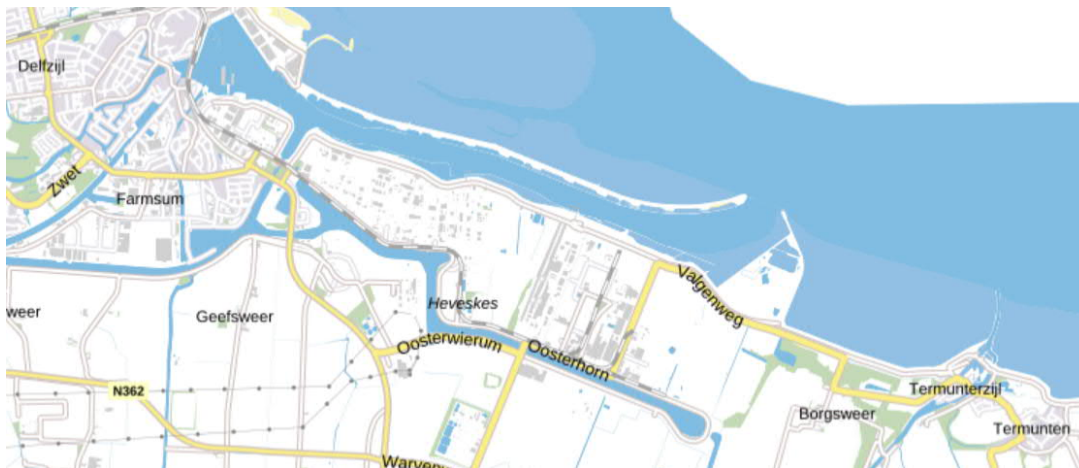 Delfzijl
Zwet
Farmsum
Valgenweg
Heveskes
weer
Geefsweer
Oosterwierum
Oosterhorn
N362
Termunterzijl
Borgsweer
Termunten